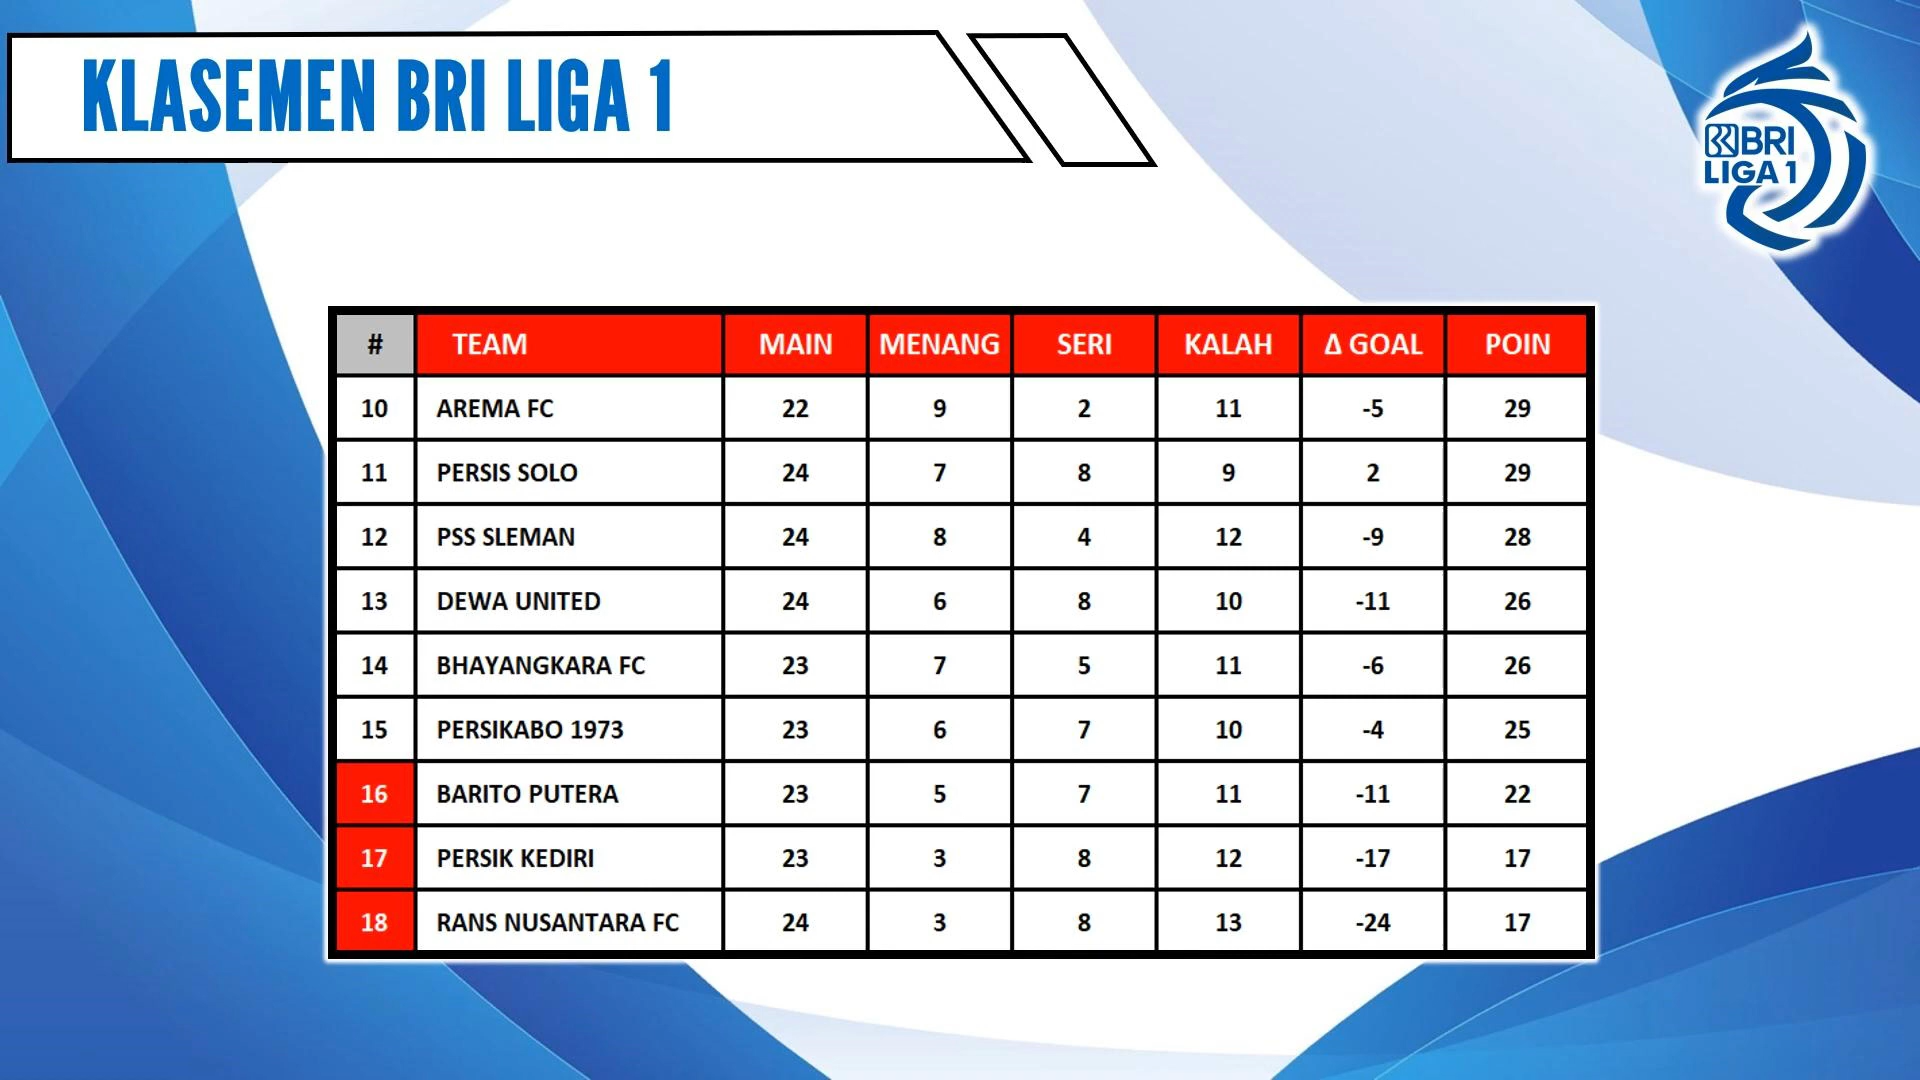 KLASEMEN BRI LIGA 1
BRI
LIGA 1
# TEAM MAIN MENANG SERI KALAH Δ GOAL POIN
10 AREMA FC 22 9 2 11 -5 29
11 PERSIS SOLO 24 7 8 9 2 29
12 PSS SLEMAN 24 8 4 12 -9 28
13 DEWA UNITED 24 6 8 10 -11 26
14 BHAYANGKARA FC 23 7 5 11 -6 26
15 PERSIKABO 1973 23 6 7 10 -4 25
16 BARITO PUTERA 23 5 7 11 -11 22
17 PERSIK KEDIRI 23 3 8 12 -17 17
18 RANS NUSANTARA FC 24 3 8 13 -24 17